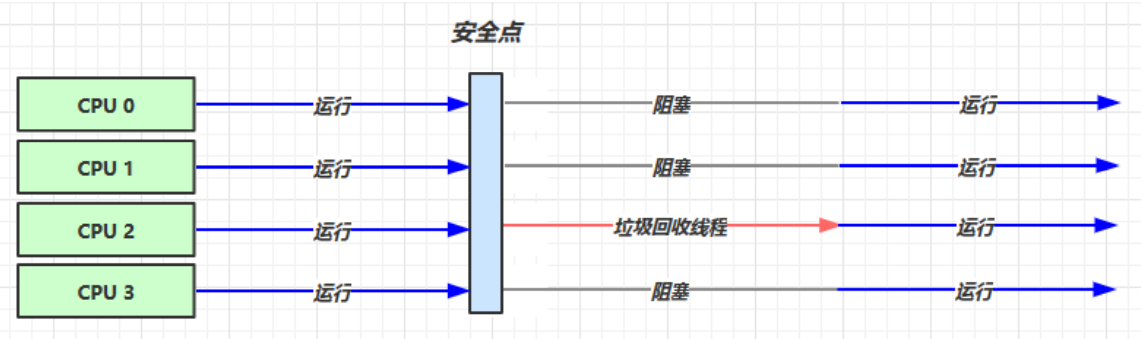 安全点
CPU 0 运行 阻塞 运行
CPU 1 运行 阻塞 运行
CPU 2 运行 垃圾回收线程 运行
CPU 3 运行 阻塞 运行